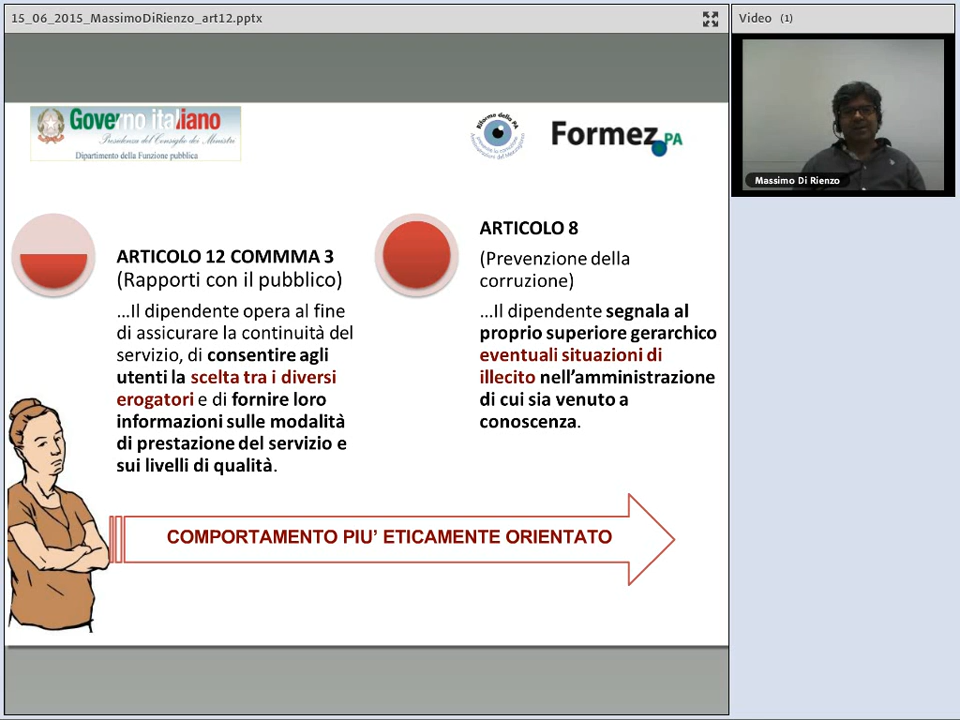 15_06_2015_MassimoDiRienzo_art12.pptx
Video (1)
Governo italiano
Presidenza del Consiglio dei Ministri
Dipartimento della Funzione pubblica
Riforma della PA
Formez PA
Massimo Di Rienzo
ARTICOLO 12 COMMMA 3
(Rapporti con il pubblico)
…Il dipendente opera al fine
di assicurare la continuità del
servizio, di consentire agli
utenti la scelta tra i diversi
erogatori e di fornire loro
informazioni sulle modalità
di prestazione del servizio e
sui livelli di qualità.
ARTICOLO 8
(Prevenzione della
corruzione)
…Il dipendente segnala al
proprio superiore gerarchico
eventuali situazioni di
illecito nell’amministrazione
di cui sia venuto a
conoscenza.
COMPORTAMENTO PIU’ ETICAMENTE ORIENTATO